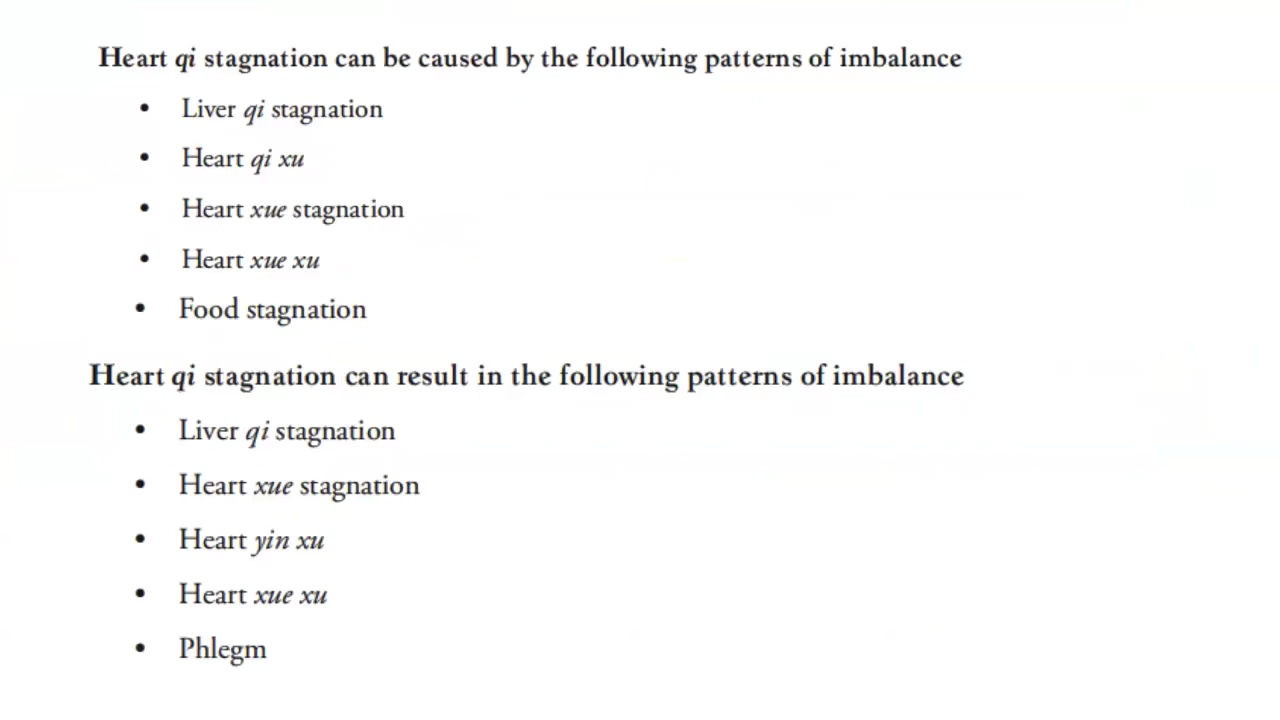 Heart qi stagnation can be caused by the following patterns of imbalance
• Liver qi stagnation
• Heart qi xu
• Heart xue stagnation
• Heart xue xu
• Food stagnation
Heart qi stagnation can result in the following patterns of imbalance
• Liver qi stagnation
• Heart xue stagnation
• Heart yin xu
• Heart xue xu
• Phlegm